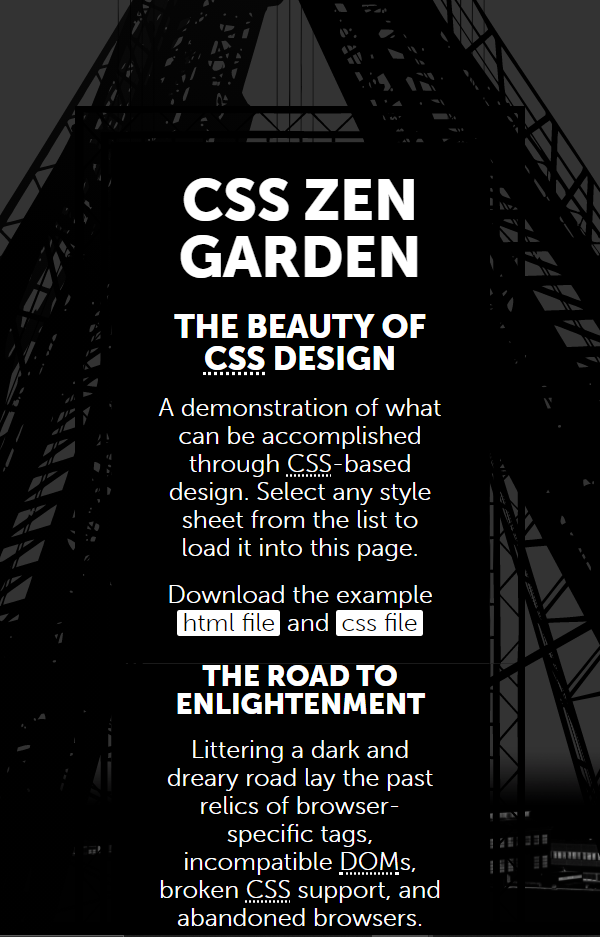 CSS ZEN
GARDEN
THE BEAUTY OF
CSS DESIGN
A demonstration of what
can be accomplished
through CSS-based
design. Select any style
sheet from the list to
load it into this page.
Download the example
html file and css file
THE ROAD TO
ENLIGHTENMENT
Littering a dark and
dreary road lay the past
relics of browser-
specific tags,
incompatible DOMs,
broken CSS support, and
abandoned browsers.